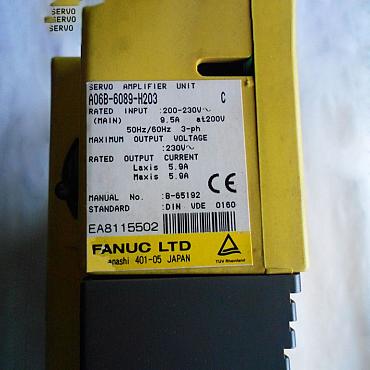 SERVO
SERVO
SERVO
SERVO AMPLIFIER UNIT
A06B-6089-H203 C
RATED INPUT :200-230V~
(MAIN) 9.5A at200V
50Hz/60Hz 3-ph
MAXIMUM OUTPUT VOLTAGE
:230V~
RATED OUTPUT CURRENT
Laxis 5.9A
Maxis 5.9A
MANUAL No. :B-65192
STANDARD :DIN VDE 0160
CE
EA8115502
FANUC LTD
401-05 JAPAN
TUV Rheinland